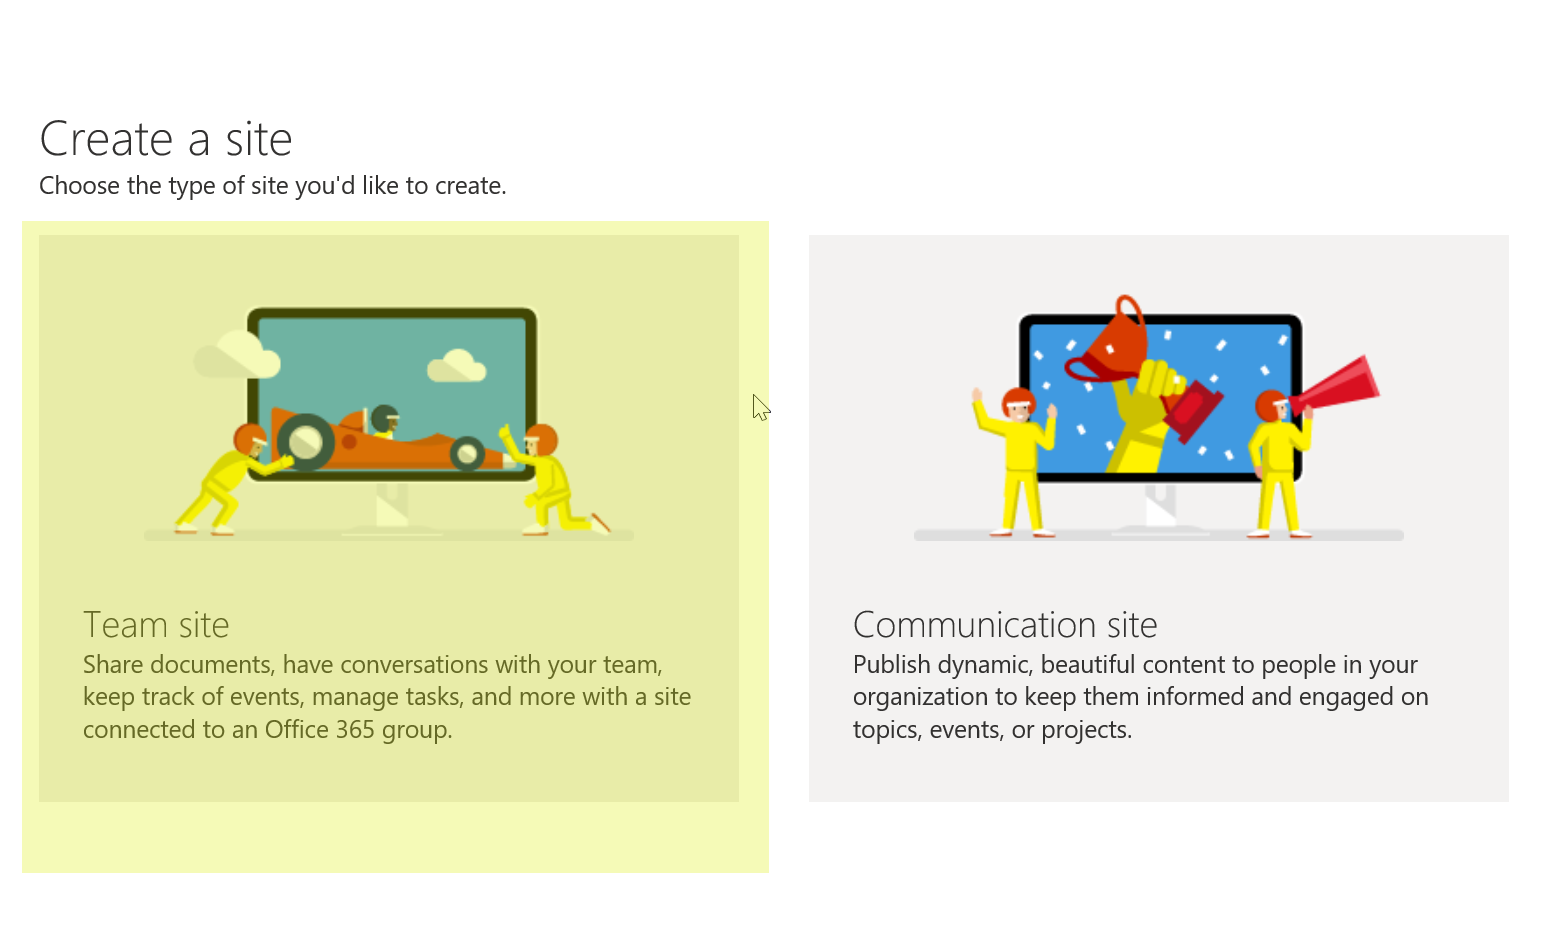 Create a site
Choose the type of site you'd like to create.
Team site
Share documents, have conversations with your team,
keep track of events, manage tasks, and more with a site
connected to an Office 365 group.
Communication site
Publish dynamic, beautiful content to people in your
organization to keep them informed and engaged on
topics, events, or projects.